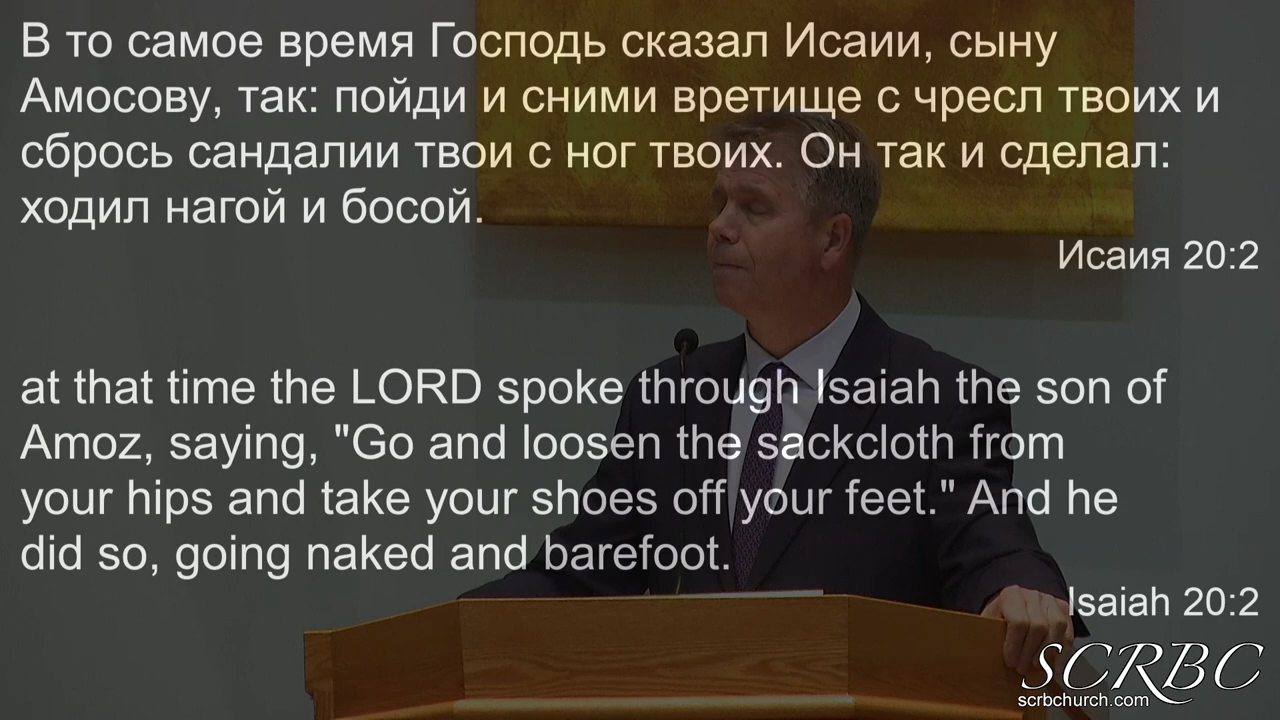 В то самое время Господь сказал Исаии, сыну
Амосову, так: пойди и сними вретище с чресл твоих и
сбрось сандалии твои с ног твоих. Он так и сделал:
ходил нагой и босой.
Исаия 20:2
at that time the LORD spoke through Isaiah the son of
Amoz, saying, "Go and loosen the sackcloth from
your hips and take your shoes off your feet." And he
did so, going naked and barefoot.
Isaiah 20:2
SCRBC
scrbchurch.com